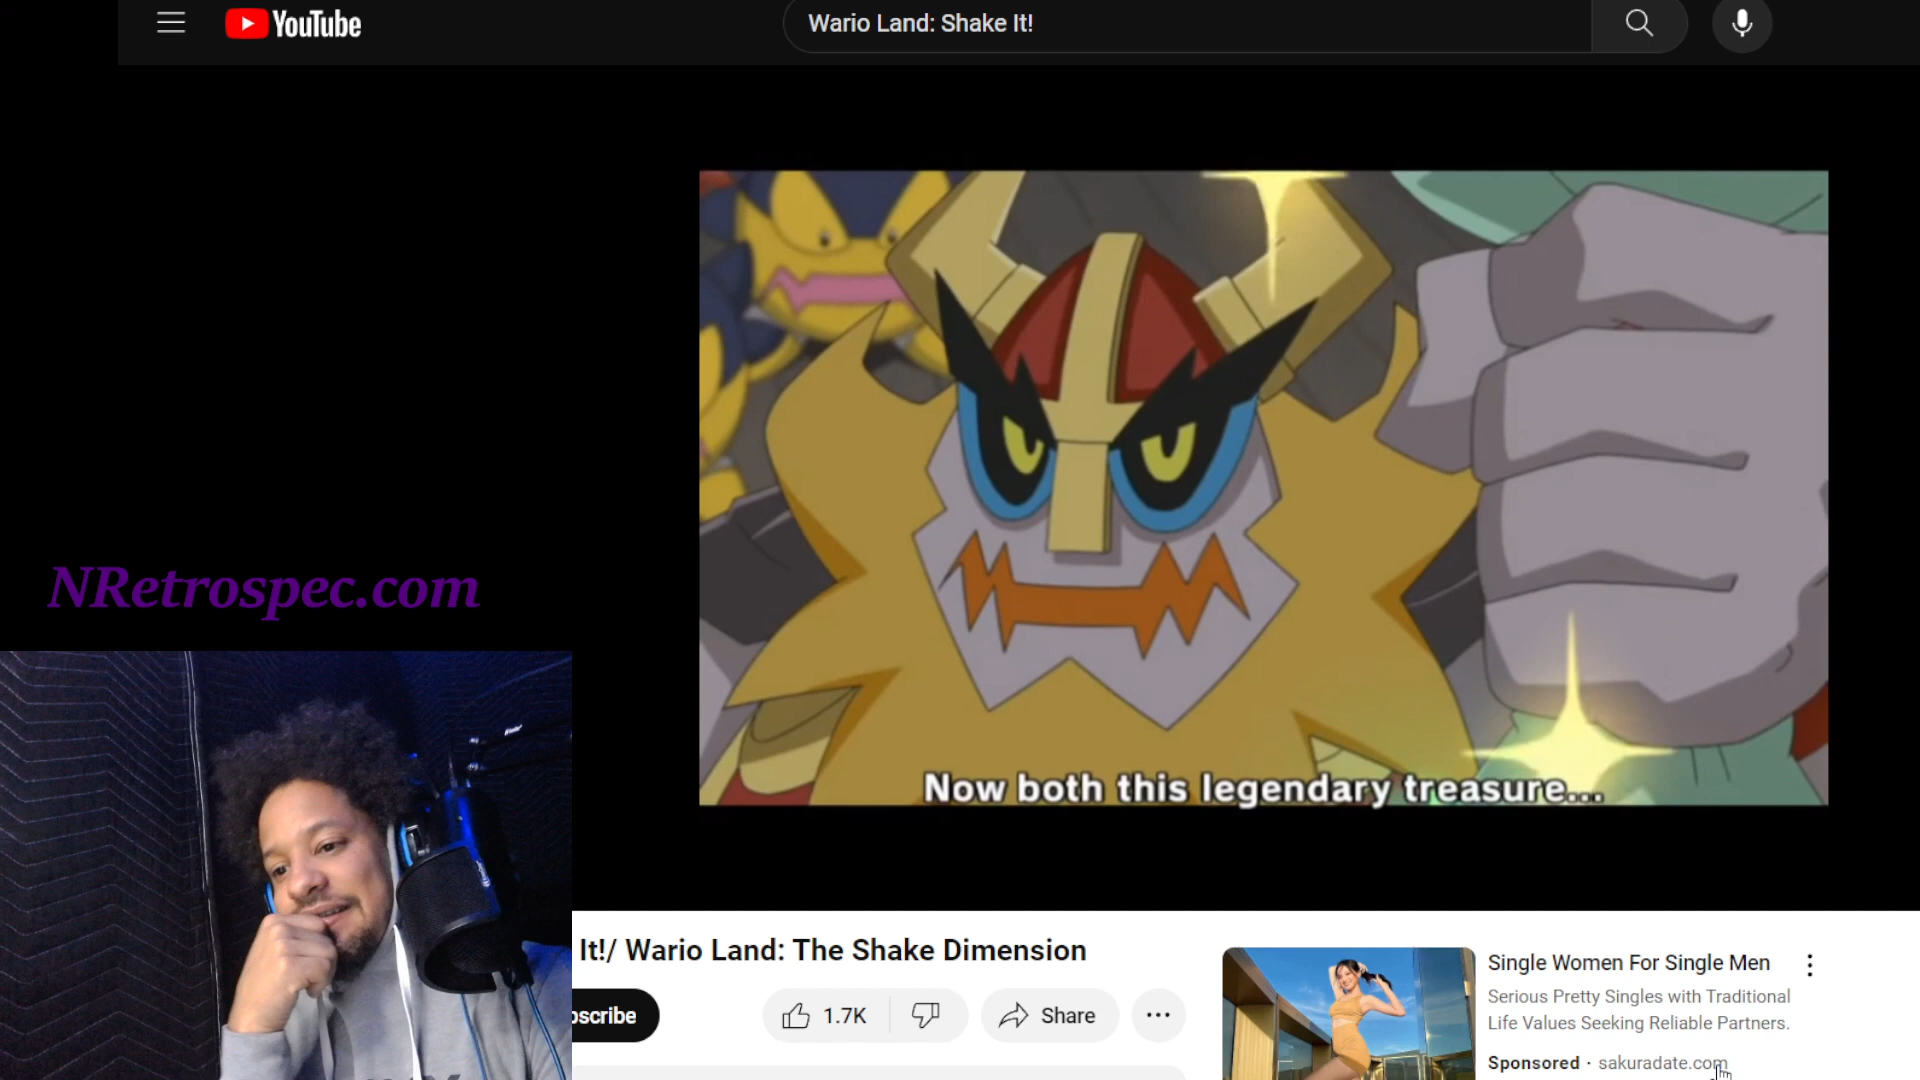 YouTube
Wario Land: Shake It!
Now both this legendary treasure...
NRetrospec.com
It!/ Wario Land: The Shake Dimension
bscribe
1.7K
Share
Single Women For Single Men
Serious Pretty Singles with Traditional
Life Values Seeking Reliable Partners.
Sponsored · sakuradate.com